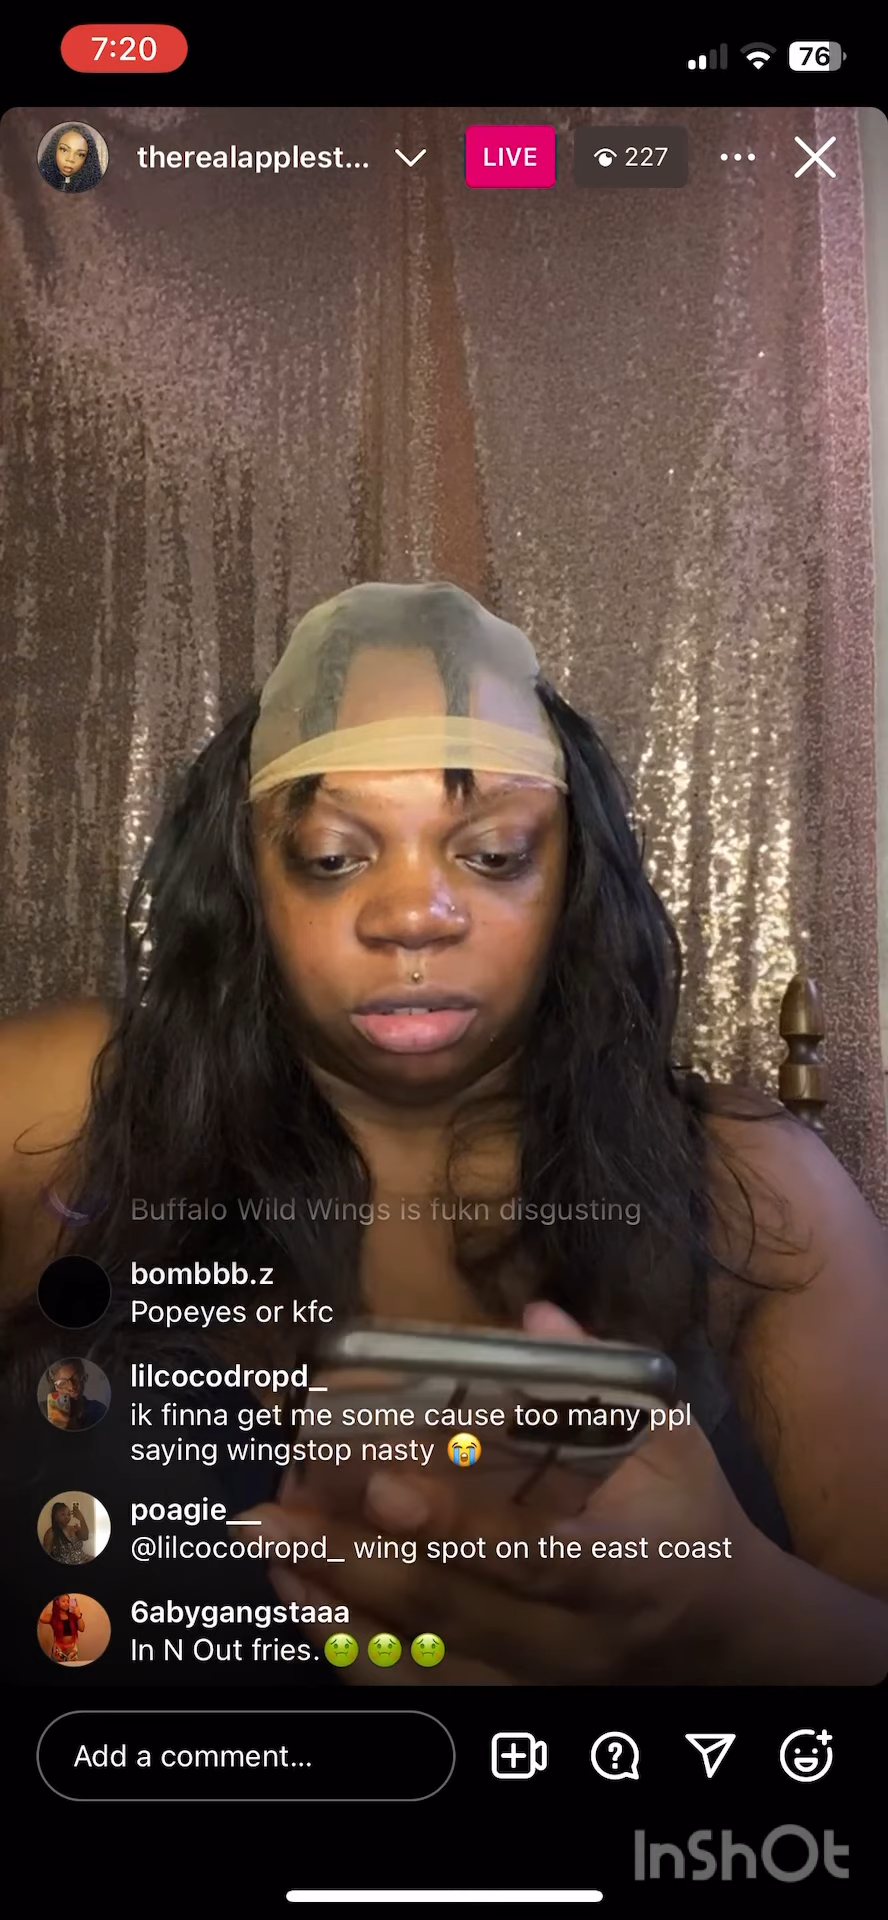 7:20
76
therealapplest...
LIVE
227
Buffalo Wild Wings is fukn disgusting
bombbb.z
Popeyes or kfc
lilcocodropd_
ik finna get me some cause too many ppl
saying wingstop nasty 😭
poagie__
@lilcocodropd_ wing spot on the east coast
6abygangstaaa
In N Out fries.🤢🤢🤢
Add a comment...
InShOt